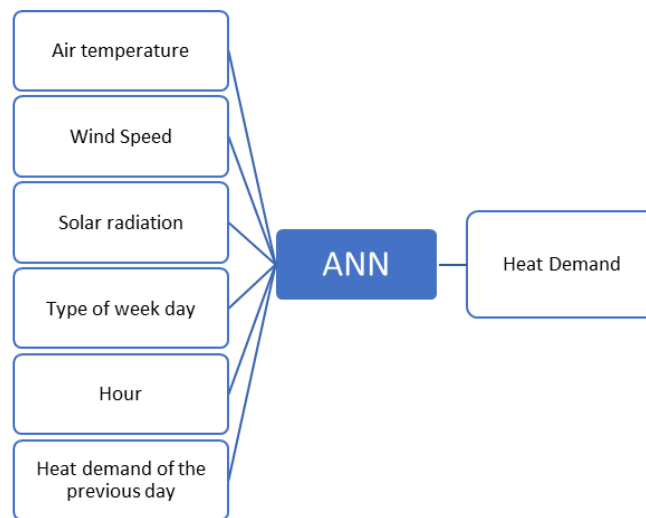 Air temperature
Wind Speed
Solar radiation
Type of week day
Hour
Heat demand of the
previous day
ANN
Heat Demand